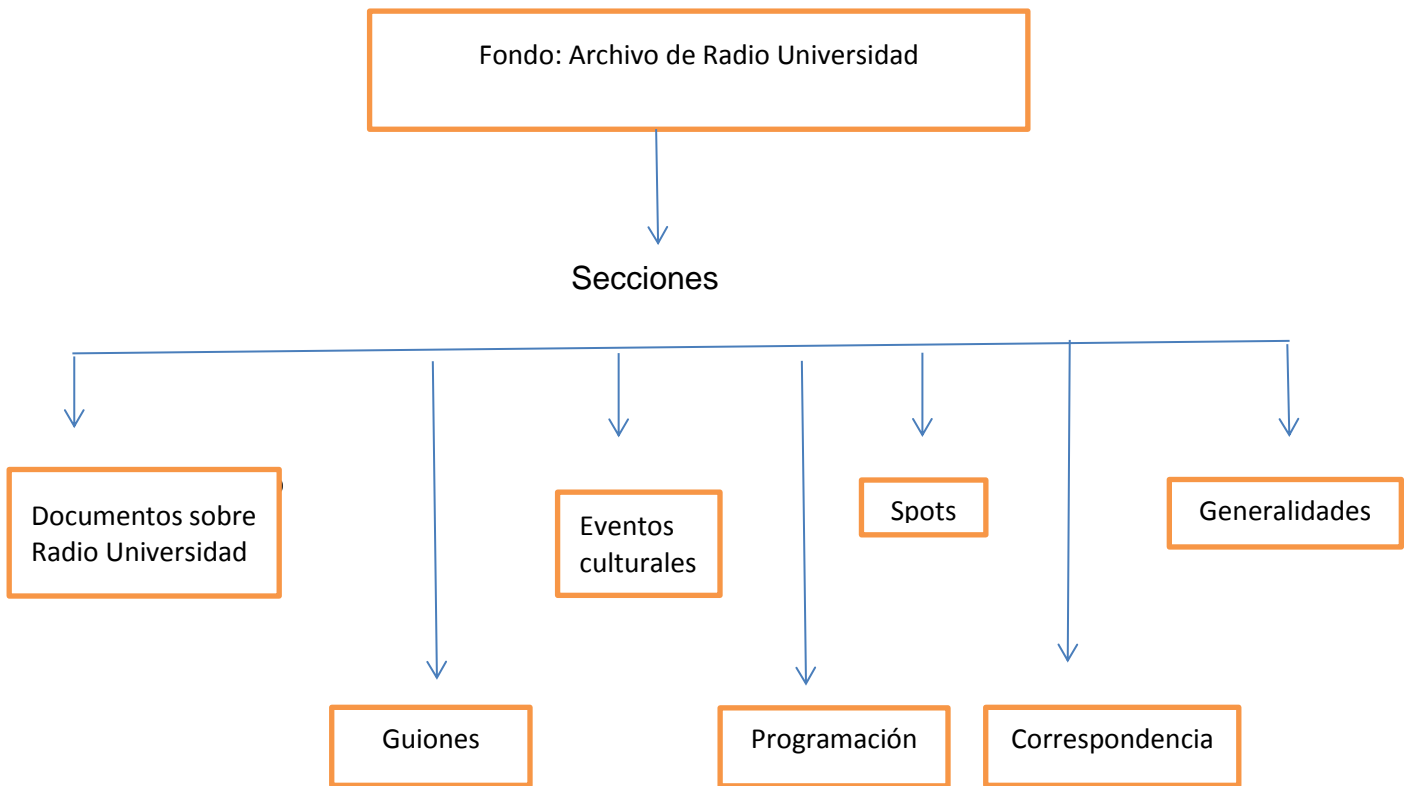 Fondo: Archivo de Radio Universidad
Secciones
Documentos sobre
Radio Universidad
Eventos
culturales
Spots
Generalidades
Guiones
Programación
Correspondencia